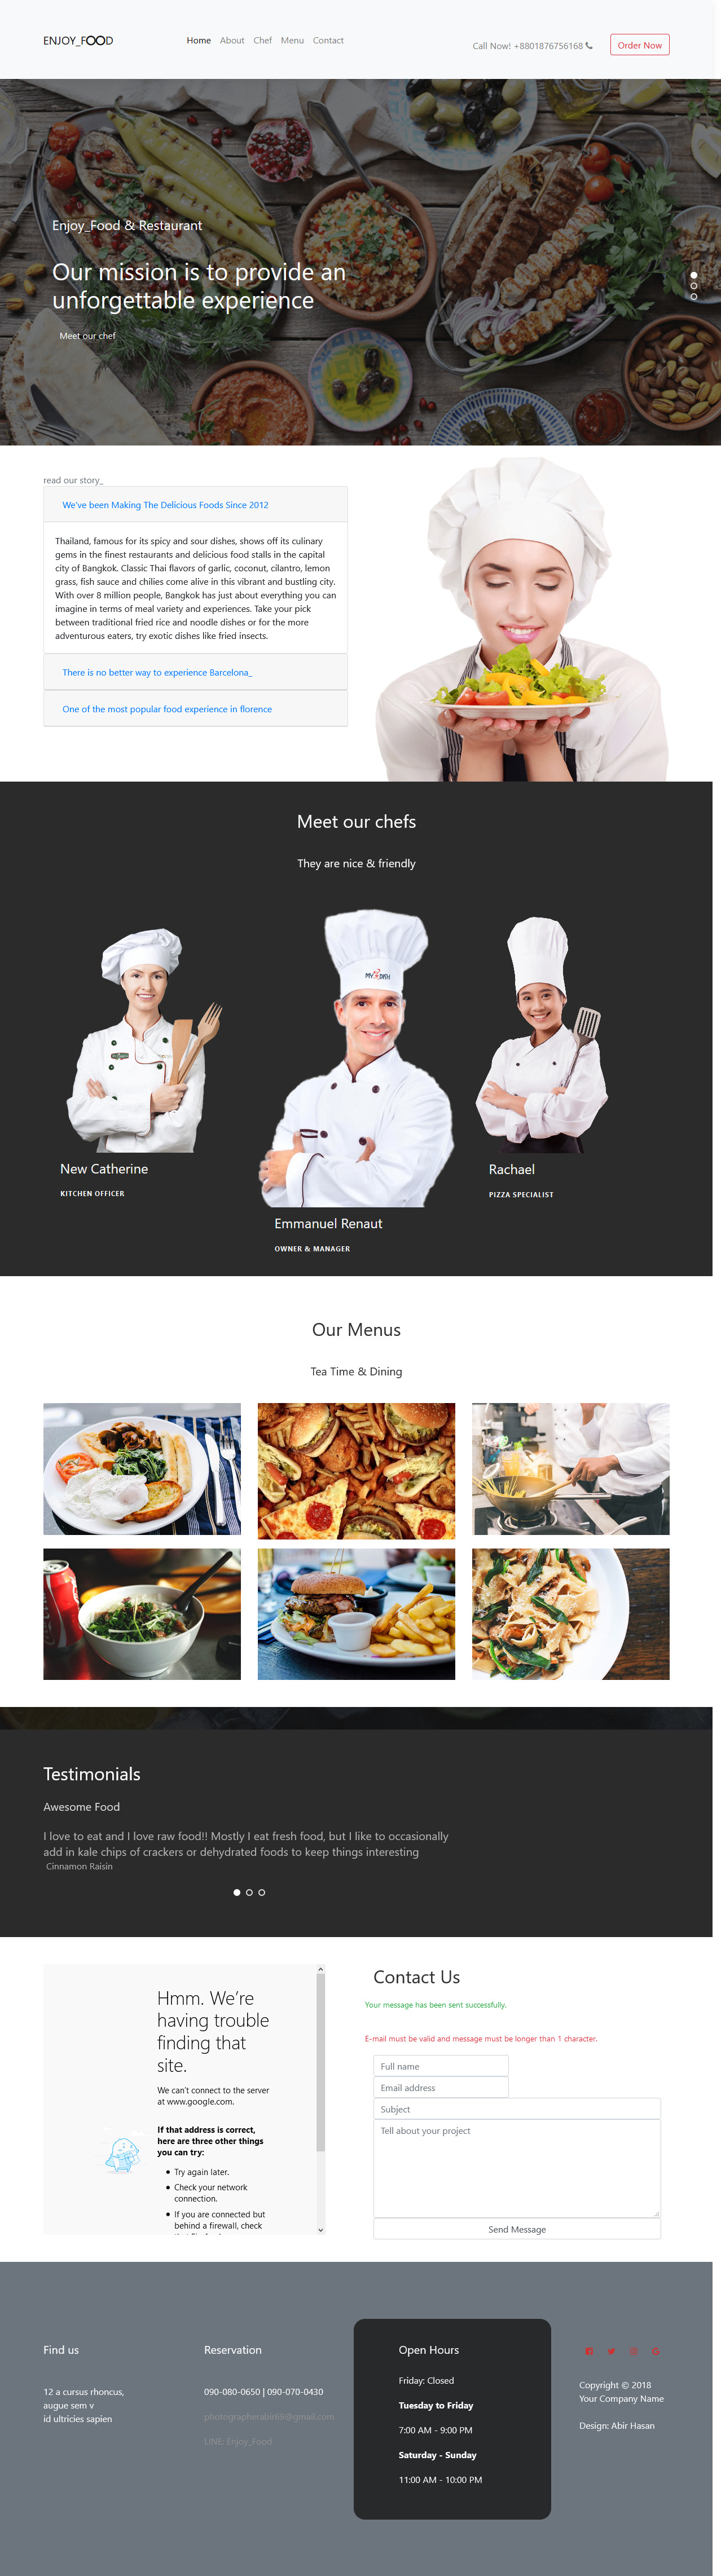 ENJOY_FOOD
Home About Chef Menu Contact
Call Now! +8801876756168
Order Now
Enjoy_Food & Restaurant
Our mission is to provide an
unforgettable experience
Meet our chef
read our story_
We've been Making The Delicious Foods Since 2012
Thailand, famous for its spicy and sour dishes, shows off its culinary
gems in the finest restaurants and delicious food stalls in the capital
city of Bangkok. Classic Thai flavors of garlic, coconut, cilantro, lemon
grass, fish sauce and chilies come alive in this vibrant and bustling city.
With over 8 million people, Bangkok has just about everything you can
imagine in terms of meal variety and experiences. Take your pick
between traditional fried rice and noodle dishes or for the more
adventurous eaters, try exotic dishes like fried insects.
There is no better way to experience Barcelona_
One of the most popular food experience in florence
Meet our chefs
They are nice & friendly
New Catherine
KITCHEN OFFICER
Emmanuel Renaut
OWNER & MANAGER
Rachael
PIZZA SPECIALIST
Our Menus
Tea Time & Dining
Testimonials
Awesome Food
I love to eat and I love raw food!! Mostly I eat fresh food, but I like to occasionally
add in kale chips of crackers or dehydrated foods to keep things interesting
Cinnamon Raisin
Hmm. We're
having trouble
finding that
site.
We can't connect to the server
at www.google.com.
If that address is correct,
here are three other things
you can try:
Try again later.
Check your network
connection.
If you are connected but
behind a firewall, check
Contact Us
Your message has been sent successfully.
E-mail must be valid and message must be longer than 1 character.
Full name
Email address
Subject
Tell about your project
Send Message
Find us
12 a cursus rhoncus,
augue sem v
id ultricies sapien
Reservation
090-080-0650 | 090-070-0430
photographerabir69@gmail.com
LINE: Enjoy_Food
Open Hours
Friday: Closed
Tuesday to Friday
7:00 AM - 9:00 PM
Saturday - Sunday
11:00 AM - 10:00 PM
Copyright © 2018
Your Company Name
Design: Abir Hasan